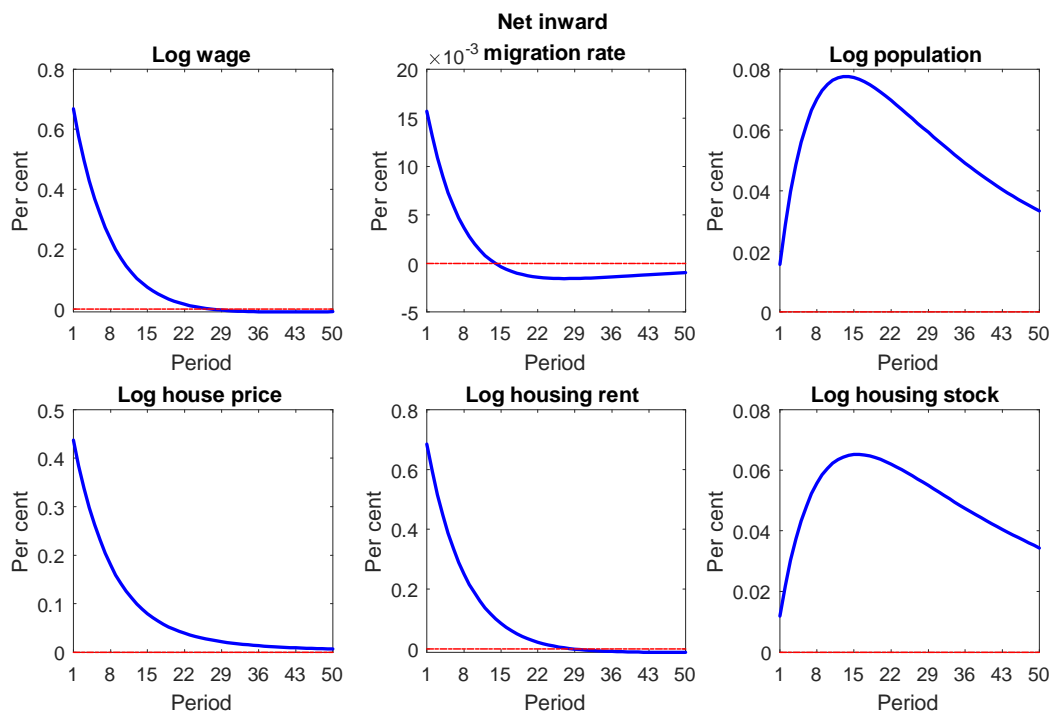 Log wage
Per cent
0.8
0.6
0.4
0.2
0
1 8 15 22 29 36 43 50
Period
Net inward
×10⁻³ migration rate
Per cent
20
15
10
5
0
-5
1 8 15 22 29 36 43 50
Period
Log population
Per cent
0.08
0.06
0.04
0.02
0
1 8 15 22 29 36 43 50
Period
Log house price
Per cent
0.5
0.4
0.3
0.2
0.1
0
1 8 15 22 29 36 43 50
Period
Log housing rent
Per cent
0.8
0.6
0.4
0.2
0
1 8 15 22 29 36 43 50
Period
Log housing stock
Per cent
0.08
0.06
0.04
0.02
0
1 8 15 22 29 36 43 50
Period